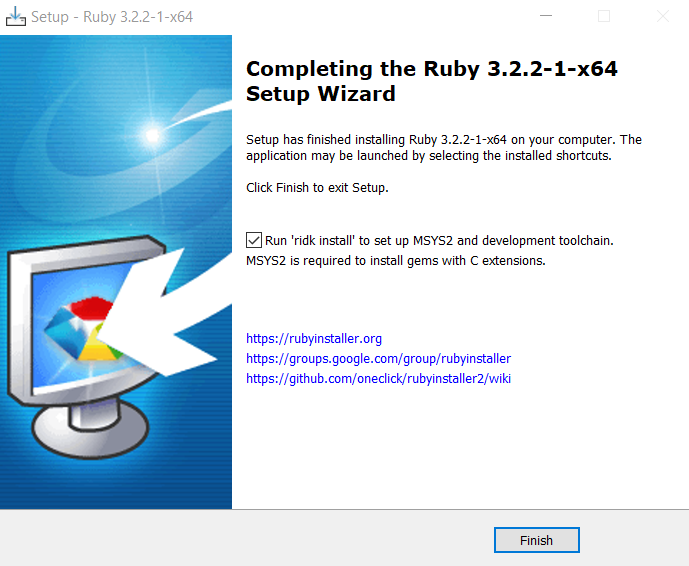 Setup - Ruby 3.2.2-1-x64
Completing the Ruby 3.2.2-1-x64
Setup Wizard
Setup has finished installing Ruby 3.2.2-1-x64 on your computer. The
application may be launched by selecting the installed shortcuts.
Click Finish to exit Setup.
Run 'ridk install' to set up MSYS2 and development toolchain.
MSYS2 is required to install gems with C extensions.
https://rubyinstaller.org
https://groups.google.com/group/rubyinstaller
https://github.com/oneclick/rubyinstaller2/wiki
Finish